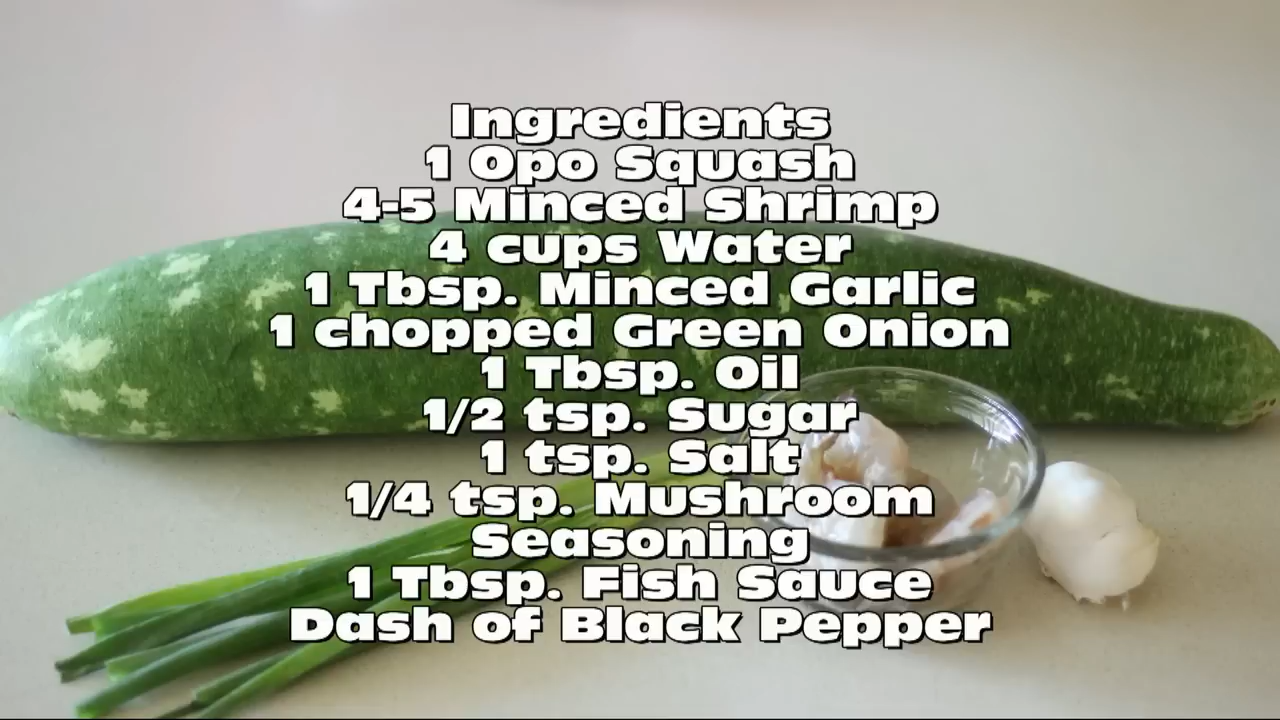 Ingredients
1 Opo Squash
4-5 Minced Shrimp
4 cups Water
1 Tbsp. Minced Garlic
1 chopped Green Onion
1 Tbsp. Oil
1/2 tsp. Sugar
1 tsp. Salt
1/4 tsp. Mushroom
Seasoning
1 Tbsp. Fish Sauce
Dash of Black Pepper